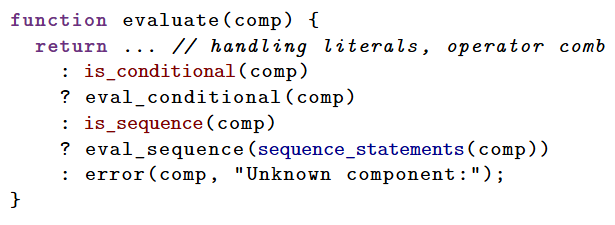 function evaluate(comp) {
return ... // handling literals, operator comb
: is_conditional(comp)
? eval_conditional(comp)
: is_sequence(comp)
? eval_sequence(sequence_statements(comp))
: error(comp, "Unknown component:");
}